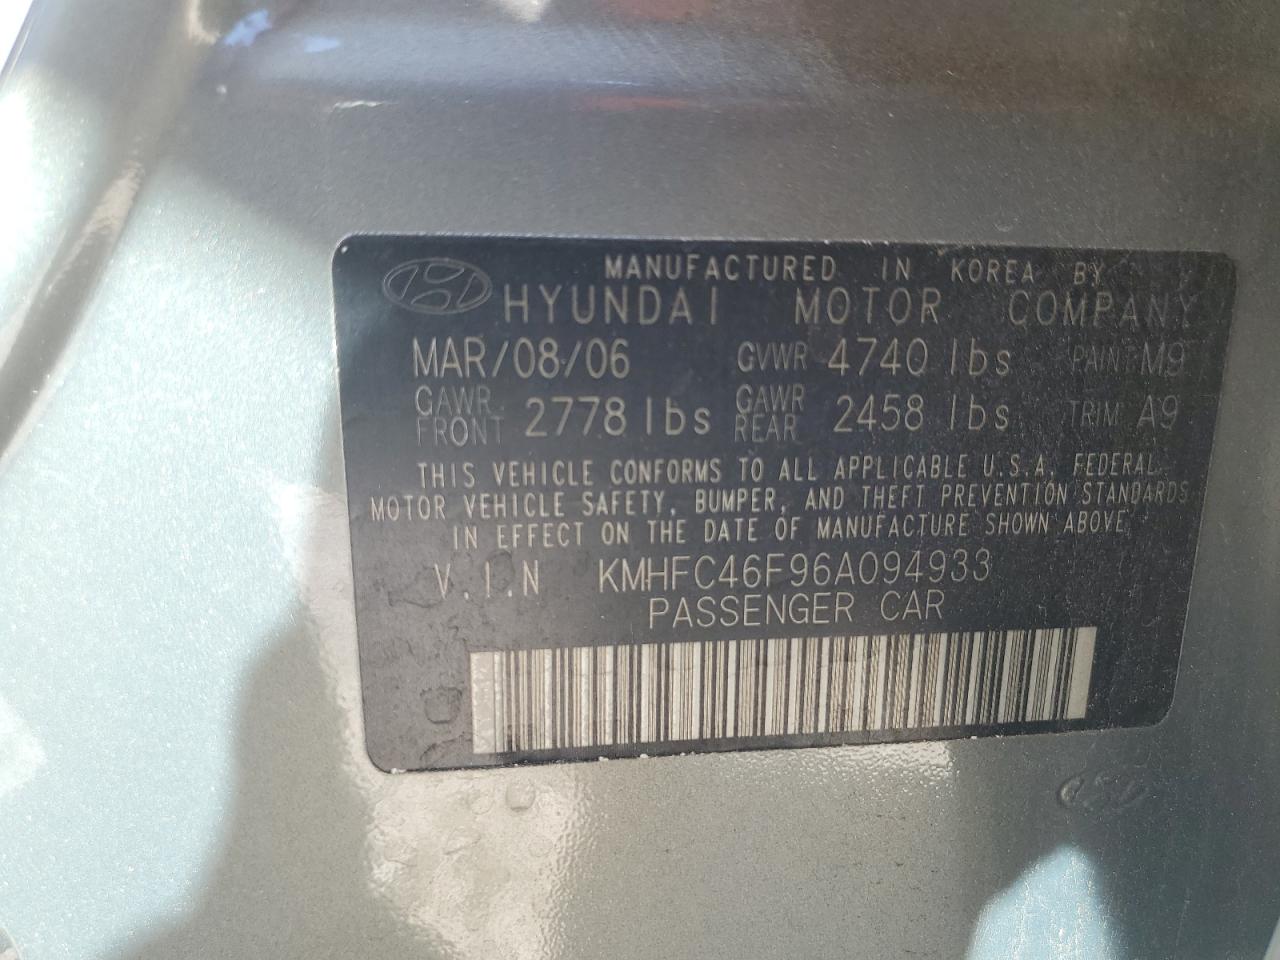 MANUFACTURED IN KOREA BY
HYUNDAI MOTOR COMPANY
MAR/08/06 GVWR 4740 lbs PAINT M9
GAWR FRONT 2778 lbs GAWR REAR 2458 lbs TRIM A9
THIS VEHICLE CONFORMS TO ALL APPLICABLE U.S.A. FEDERAL
MOTOR VEHICLE SAFETY, BUMPER, AND THEFT PREVENTION STANDARDS
IN EFFECT ON THE DATE OF MANUFACTURE SHOWN ABOVE
V.I.N KMHFC46F96A094933
PASSENGER CAR